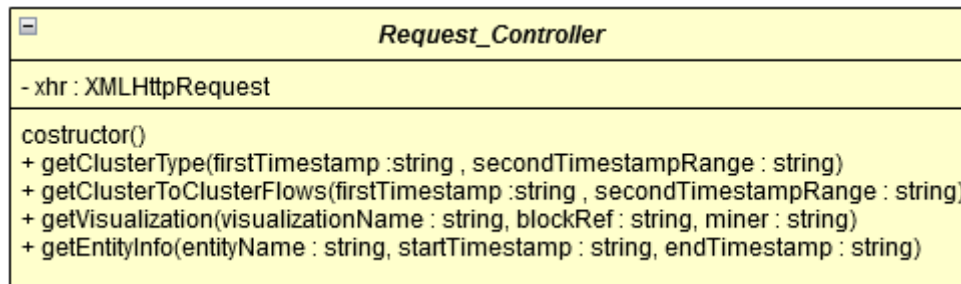 Request_Controller
- xhr : XMLHttpRequest
costructor()
+ getClusterType(firstTimestamp :string , secondTimestampRange : string)
+ getClusterToClusterFlows(firstTimestamp :string , secondTimestampRange : string)
+ getVisualization(visualizationName : string, blockRef : string, miner : string)
+ getEntityInfo(entityName : string, startTimestamp : string, endTimestamp : string)